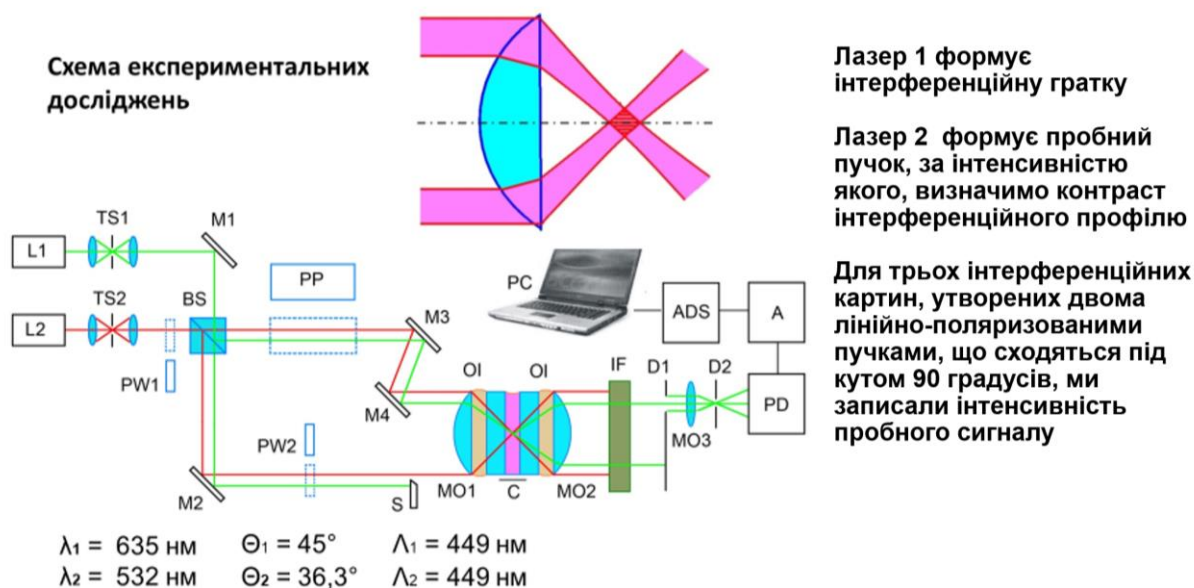 Схема експериментальних
досліджень
Лазер 1 формує
інтерференційну гратку
Лазер 2 формує пробний
пучок, за інтенсивністю
якого, визначимо контраст
інтерференційного профілю
Для трьох інтерференційних
картин, утворених двома
лінійно-поляризованими
пучками, що сходяться під
кутом 90 градусів, ми
записали інтенсивність
пробного сигналу
TS1
M1
L1
PP
PC
ADS
A
TS2
BS
M3
L2
PW1
OI
OI
IF
D1
D2
M4
PD
PW2
MO3
M2
S
MO1
C
MO2
λ₁ = 635 нм
Θ₁ = 45°
Λ₁ = 449 нм
λ₂ = 532 нм
Θ₂ = 36,3°
Λ₂ = 449 нм